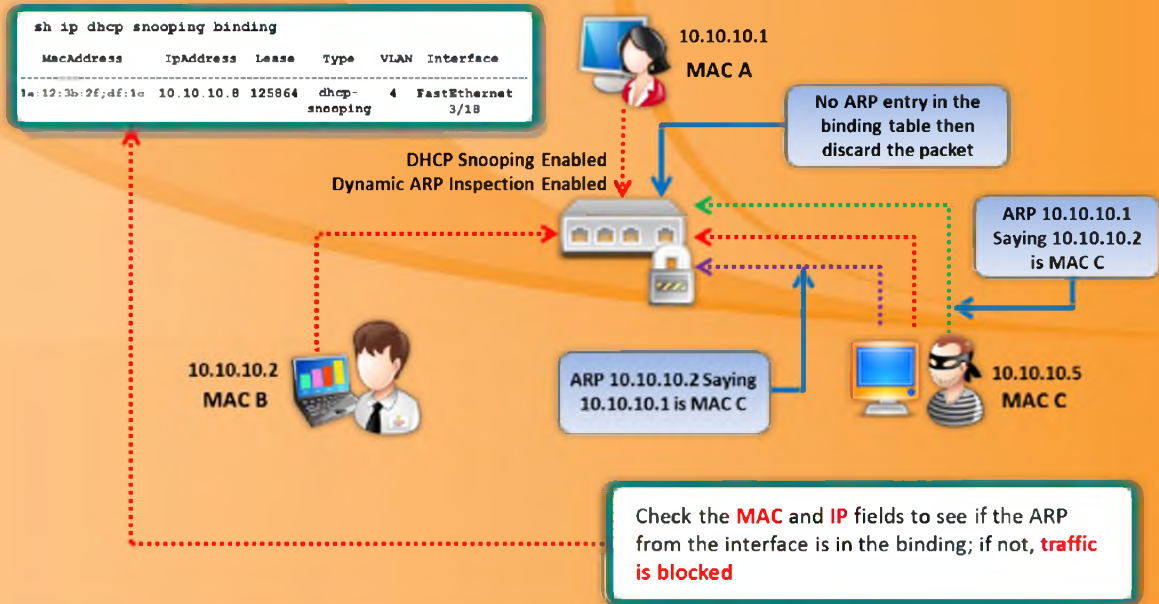 sh ip dhcp snooping binding
MacAddress IpAddress Lease Type VLAN Interface
1a:12:3b:2f;df:1c 10.10.10.8 125864 dhcp-snooping 4 FastEthernet 3/18
10.10.10.1
MAC A
No ARP entry in the
binding table then
discard the packet
DHCP Snooping Enabled
Dynamic ARP Inspection Enabled
ARP 10.10.10.1
Saying 10.10.10.2
is MAC C
10.10.10.2
MAC B
ARP 10.10.10.2 Saying
10.10.10.1 is MAC C
10.10.10.5
MAC C
Check the MAC and IP fields to see if the ARP
from the interface is in the binding; if not, traffic
is blocked